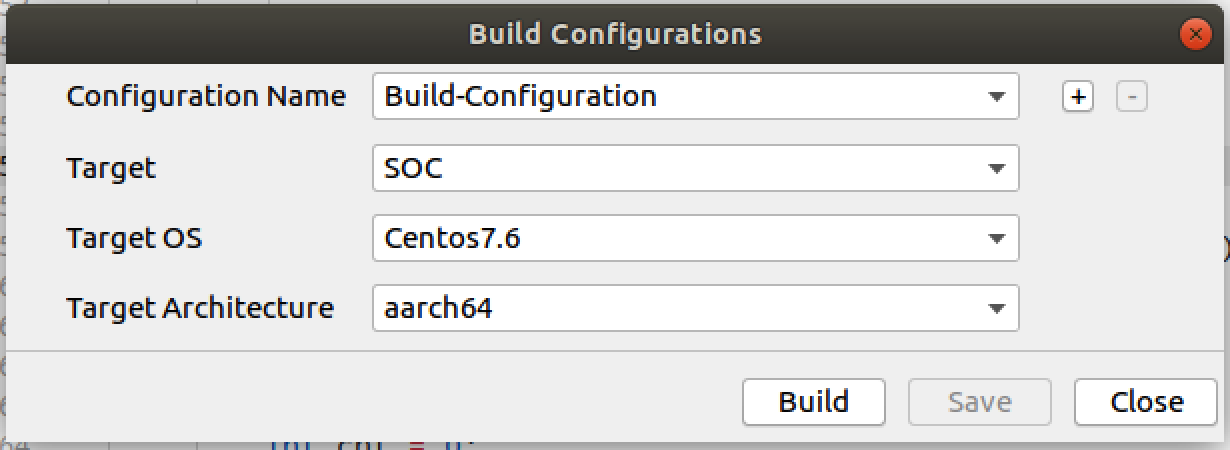 Build Configurations
Configuration Name Build-Configuration + -
Target SOC
Target OS Centos7.6
Target Architecture aarch64
Build Save Close